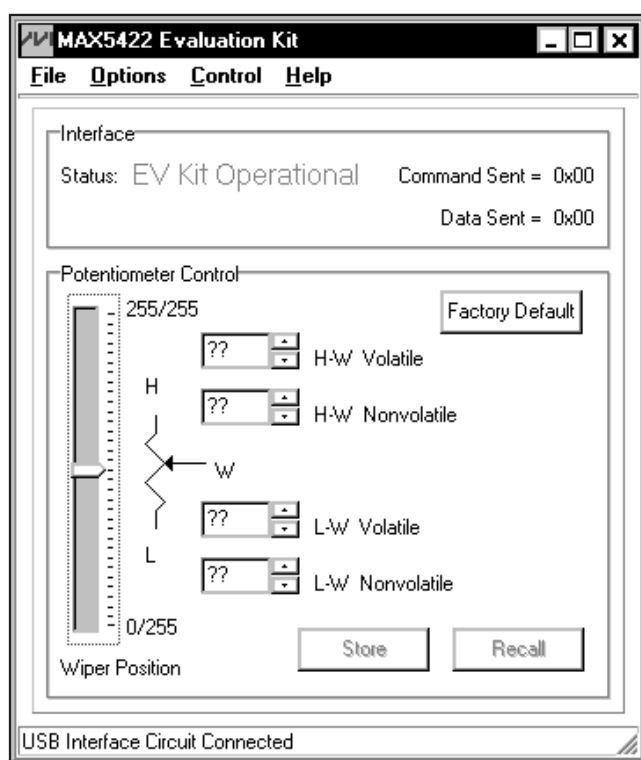 MAX5422 Evaluation Kit
File Options Control Help
Interface
Status: EV Kit Operational
Command Sent = 0x00
Data Sent = 0x00
Potentiometer Control
255/255
Factory Default
?? H-W Volatile
H
?? H-W Nonvolatile
W
?? L-W Volatile
L
?? L-W Nonvolatile
0/255
Store Recall
Wiper Position
USB Interface Circuit Connected